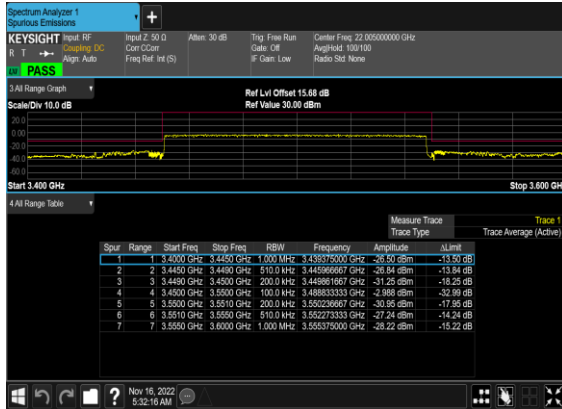 Spectrum Analyzer 1
Spurious Emissions
+
KEYSIGHT Input: RF Input Z: 50 Ω Atten: 30 dB Trig: Free Run Center Freq: 22.005000000 GHz
R T Coupling: DC Corr CCorr Gate: Off Avg|Hold: 100/100
Align: Auto Freq Ref: Int (S) IF Gain: Low Radio Std: None
PASS
3 All Range Graph
Ref Lvl Offset 15.68 dB
Scale/Div 10.0 dB Ref Value 30.00 dBm
20.0
0.00
-20.0
-40.0
-60.0
Start 3.400 GHz Stop 3.600 GH
4 All Range Table
Measure Trace Trace 1
Trace Type Trace Average (Active)
Spur Range Start Freq Stop Freq RBW Frequency Amplitude ΔLimit
1 1 3.4000 GHz 3.4450 GHz 1.000 MHz 3.439375000 GHz -26.50 dBm -13.50 dB
2 2 3.4450 GHz 3.4490 GHz 510.0 kHz 3.445966667 GHz -26.84 dBm -13.84 dB
3 3 3.4490 GHz 3.4500 GHz 200.0 kHz 3.449861667 GHz -31.25 dBm -18.25 dB
4 4 3.4500 GHz 3.5500 GHz 100.0 kHz 3.488833333 GHz -2.988 dBm -32.99 dB
5 5 3.5500 GHz 3.5510 GHz 200.0 kHz 3.550236667 GHz -30.95 dBm -17.95 dB
6 6 3.5510 GHz 3.5550 GHz 510.0 kHz 3.552273333 GHz -27.24 dBm -14.24 dB
7 7 3.5550 GHz 3.6000 GHz 1.000 MHz 3.555375000 GHz -28.22 dBm -15.22 dB
? Nov 16, 2022
5:32:16 AM